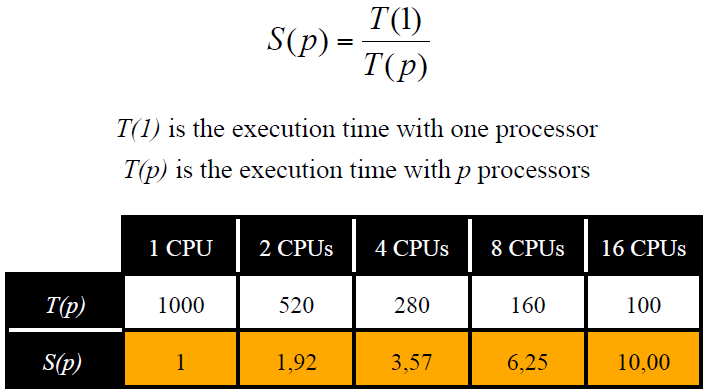 S(p) = T(1) / T(p)
T(1) is the execution time with one processor
T(p) is the execution time with p processors
1 CPU 2 CPUs 4 CPUs 8 CPUs 16 CPUs
T(p) 1000 520 280 160 100
S(p) 1 1,92 3,57 6,25 10,00